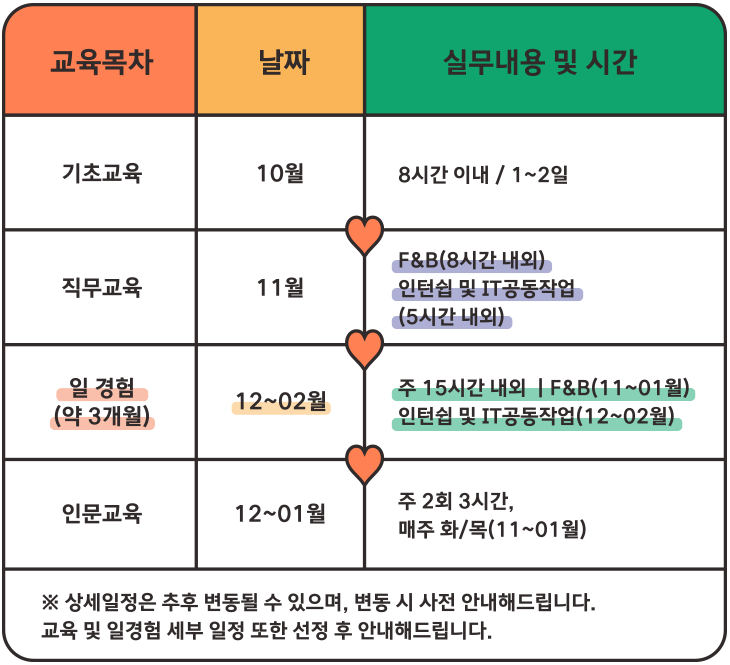 교육목차 날짜 실무내용 및 시간
기초교육 10월 8시간 이내 / 1~2일
직무교육 11월
F&B(8시간 내외)
인턴쉽 및 IT공동작업
(5시간 내외)
일 경험
(약 3개월)
12~02월
주 15시간 내외 | F&B(11~01월)
인턴쉽 및 IT공동작업(12~02월)
인문교육 12~01월
주 2회 3시간,
매주 화/목(11~01월)
※ 상세일정은 추후 변동될 수 있으며, 변동 시 사전 안내해드립니다.
교육 및 일경험 세부 일정 또한 선정 후 안내해드립니다.